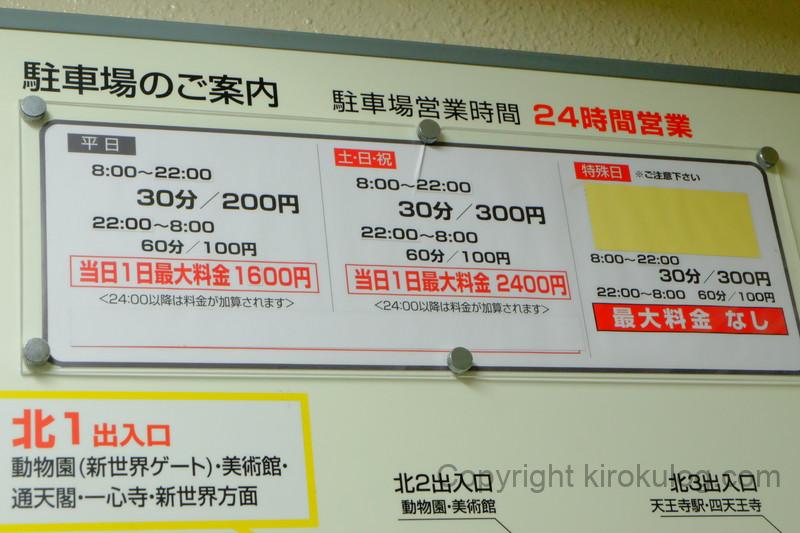 駐車場のご案内
駐車場営業時間 24時間営業
平日
8:00〜22:00
30分／200円
22:00〜8:00
60分／100円
当日1日最大料金1600円
<24:00以降は料金が加算されます>
土・日・祝
8:00〜22:00
30分／300円
22:00〜8:00
60分／100円
当日1日最大料金 2400円
<24:00以降は料金が加算されます>
特殊日 ※ご注意下さい
8:00〜22:00
30分／300円
22:00〜8:00 60分／100円
最大料金 なし
北1出入口
動物園(新世界ゲート)・美術館・
通天閣・一心寺・新世界方面
北2出入口
動物園・美術館
北3出入口
天王寺駅・四天王寺
Copyright kirokulog.com